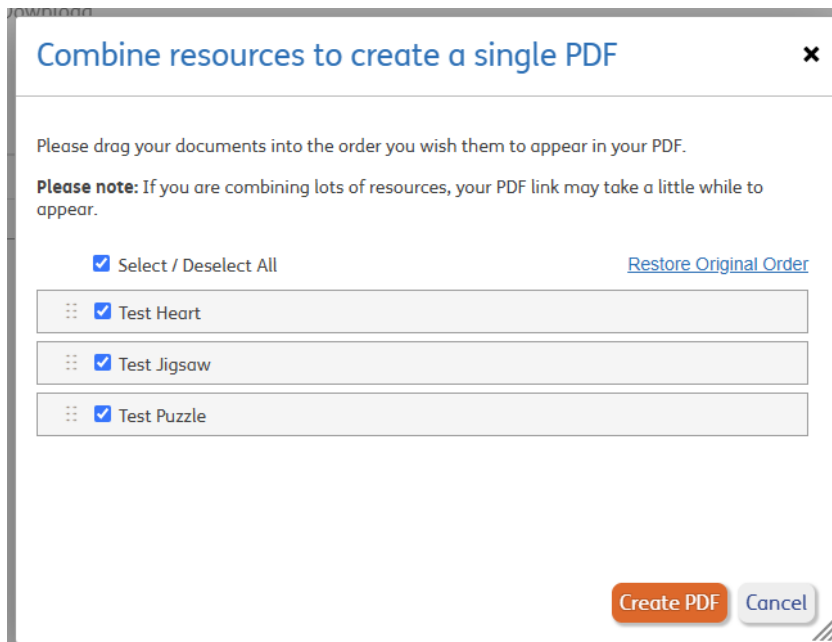 Download
Combine resources to create a single PDF
Please drag your documents into the order you wish them to appear in your PDF.
Please note: If you are combining lots of resources, your PDF link may take a little while to
appear.
Select / Deselect All
Restore Original Order
Test Heart
Test Jigsaw
Test Puzzle
Create PDF
Cancel